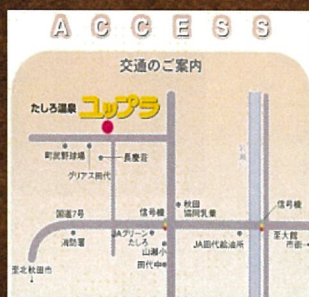 ACCESS
交通のご案内
たしろ温泉 ユップラ
町民野球場
長慶荘
グリアス田代
秋田
協同乳業
国道7号
信号機
信号機
消防署
JAグリーン
たしろ
JA田代給油所
至大館
市街→
山瀬小
田代中
至北秋田市
↓